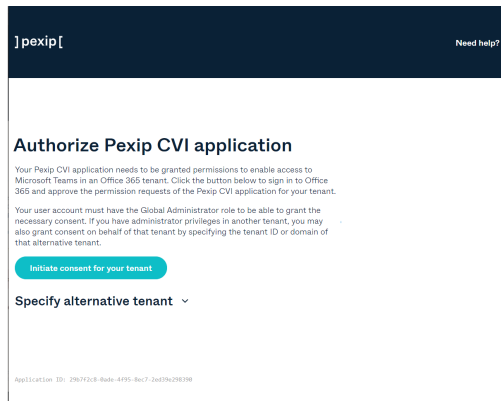 ]pexip[
Need help?
Authorize Pexip CVI application
Your Pexip CVI application needs to be granted permissions to enable access to
Microsoft Teams in an Office 365 tenant. Click the button below to sign in to Office
365 and approve the permission requests of the Pexip CVI application for your tenant.
Your user account must have the Global Administrator role to be able to grant the
necessary consent. If you have administrator privileges in another tenant, you may
also grant consent on behalf of that tenant by specifying the tenant ID or domain of
that alternative tenant.
Initiate consent for your tenant
Specify alternative tenant
Application ID: